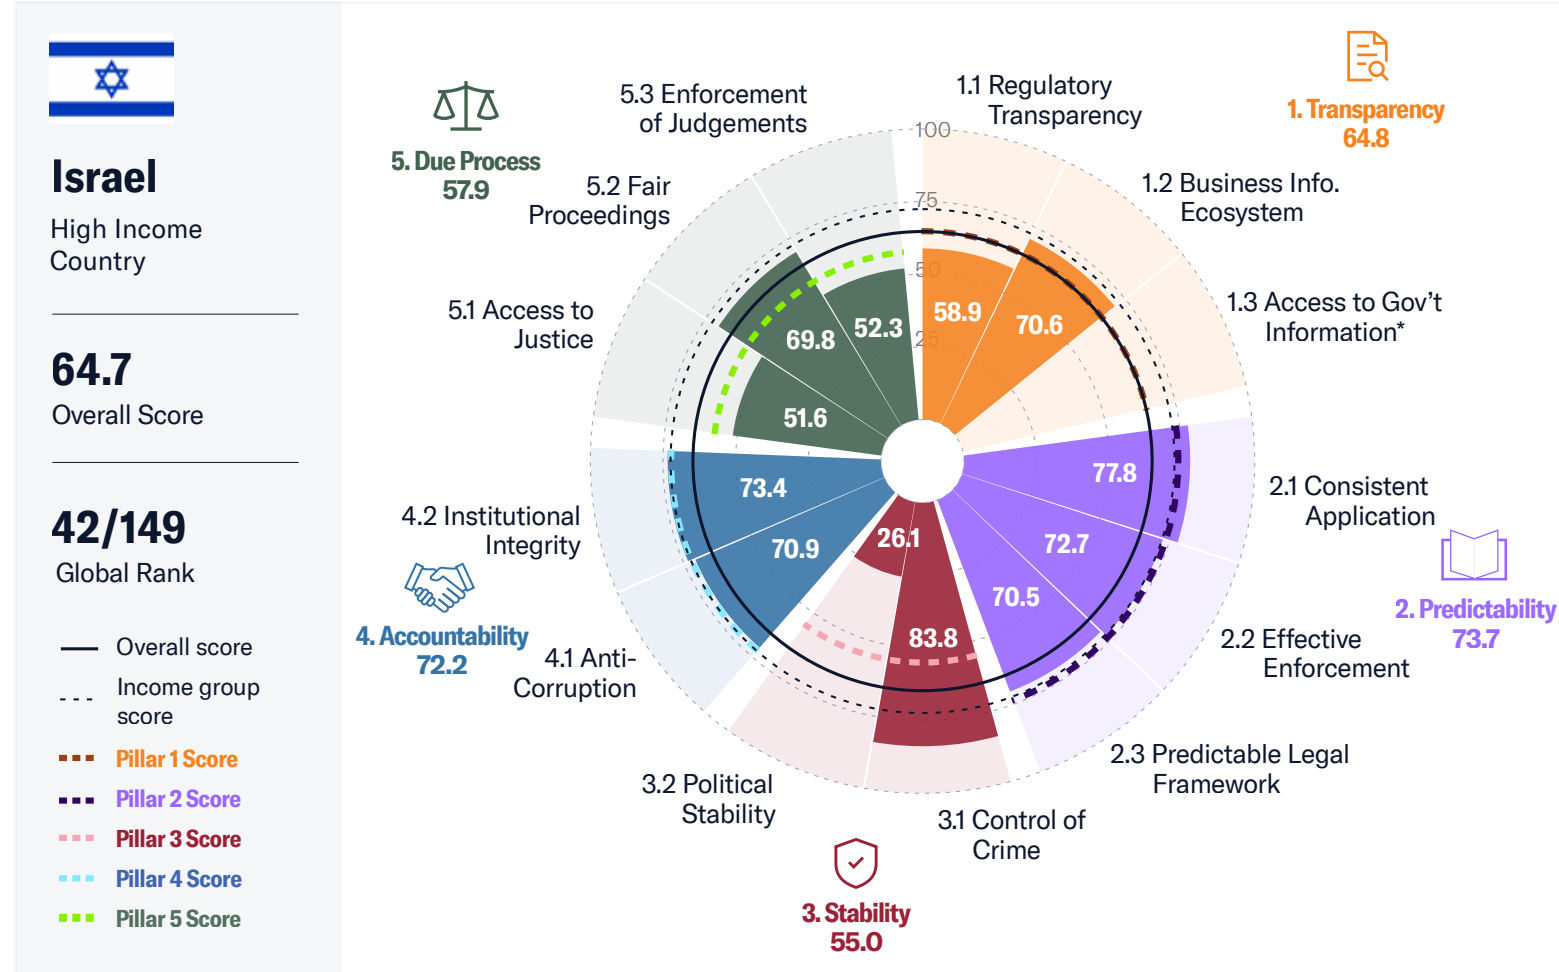 Israel
High Income
Country
64.7
Overall Score
42/149
Global Rank
Overall score
Income group
score
Pillar 1 Score
Pillar 2 Score
Pillar 3 Score
Pillar 4 Score
Pillar 5 Score
1. Transparency
64.8
1.1 Regulatory
Transparency
1.2 Business Info.
Ecosystem
1.3 Access to Gov't
Information*
2. Predictability
73.7
2.1 Consistent
Application
2.2 Effective
Enforcement
2.3 Predictable Legal
Framework
3. Stability
55.0
3.1 Control of
Crime
3.2 Political
Stability
4. Accountability
72.2
4.1 Anti-
Corruption
4.2 Institutional
Integrity
5. Due Process
57.9
5.1 Access to
Justice
5.2 Fair
Proceedings
5.3 Enforcement
of Judgements
100
75
50
25
58.9
70.6
77.8
72.7
70.5
83.8
26.1
70.9
73.4
51.6
69.8
52.3